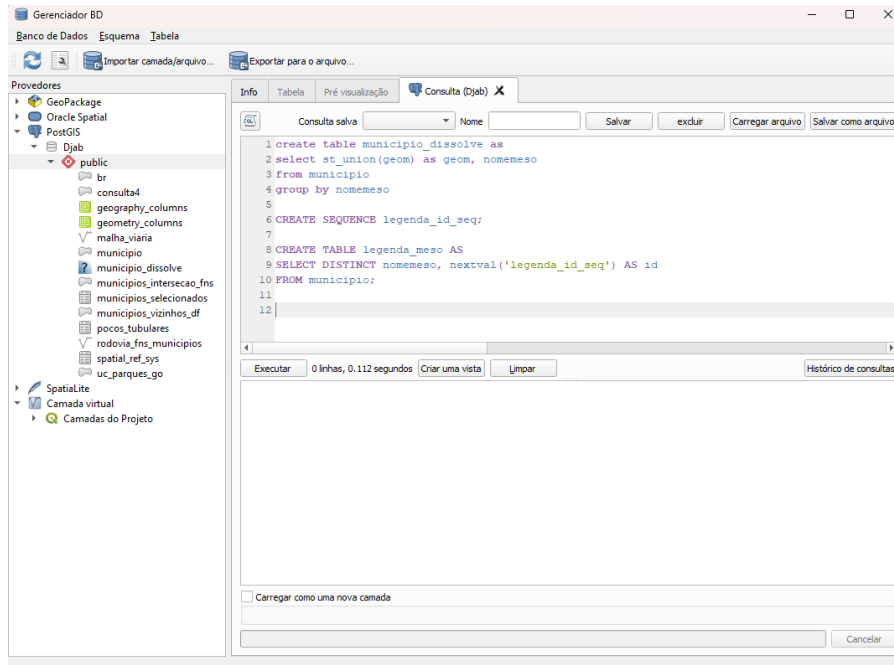 Gerenciador BD
Banco de Dados Esquema Tabela
Importar camada/arquivo... Exportar para o arquivo...
Provedores
GeoPackage
Oracle Spatial
PostGIS
Djab
public
br
consulta4
geography_columns
geometry_columns
malha_viaria
municipio
municipio_dissolve
municipios_intersecao_fns
municipios_selecionados
municipios_vizinhos_df
pocos_tubulares
rodovia_fns_municipios
spatial_ref_sys
uc_parques_go
SpatiaLite
Camada virtual
Camadas do Projeto
Info Tabela Pré visualização Consulta (Djab)
SQL Consulta salva Nome Salvar excluir Carregar arquivo Salvar como arquivo
1 create table municipio_dissolve as
2 select st_union(geom) as geom, nomemeso
3 from municipio
4 group by nomemeso
5
6 CREATE SEQUENCE legenda_id_seq;
7
8 CREATE TABLE legenda_meso AS
9 SELECT DISTINCT nomemeso, nextval('legenda_id_seq') AS id
10 FROM municipio;
11
12
Executar 0 linhas, 0.112 segundos Criar uma vista Limpar Histórico de consultas
Carregar como uma nova camada
Cancelar